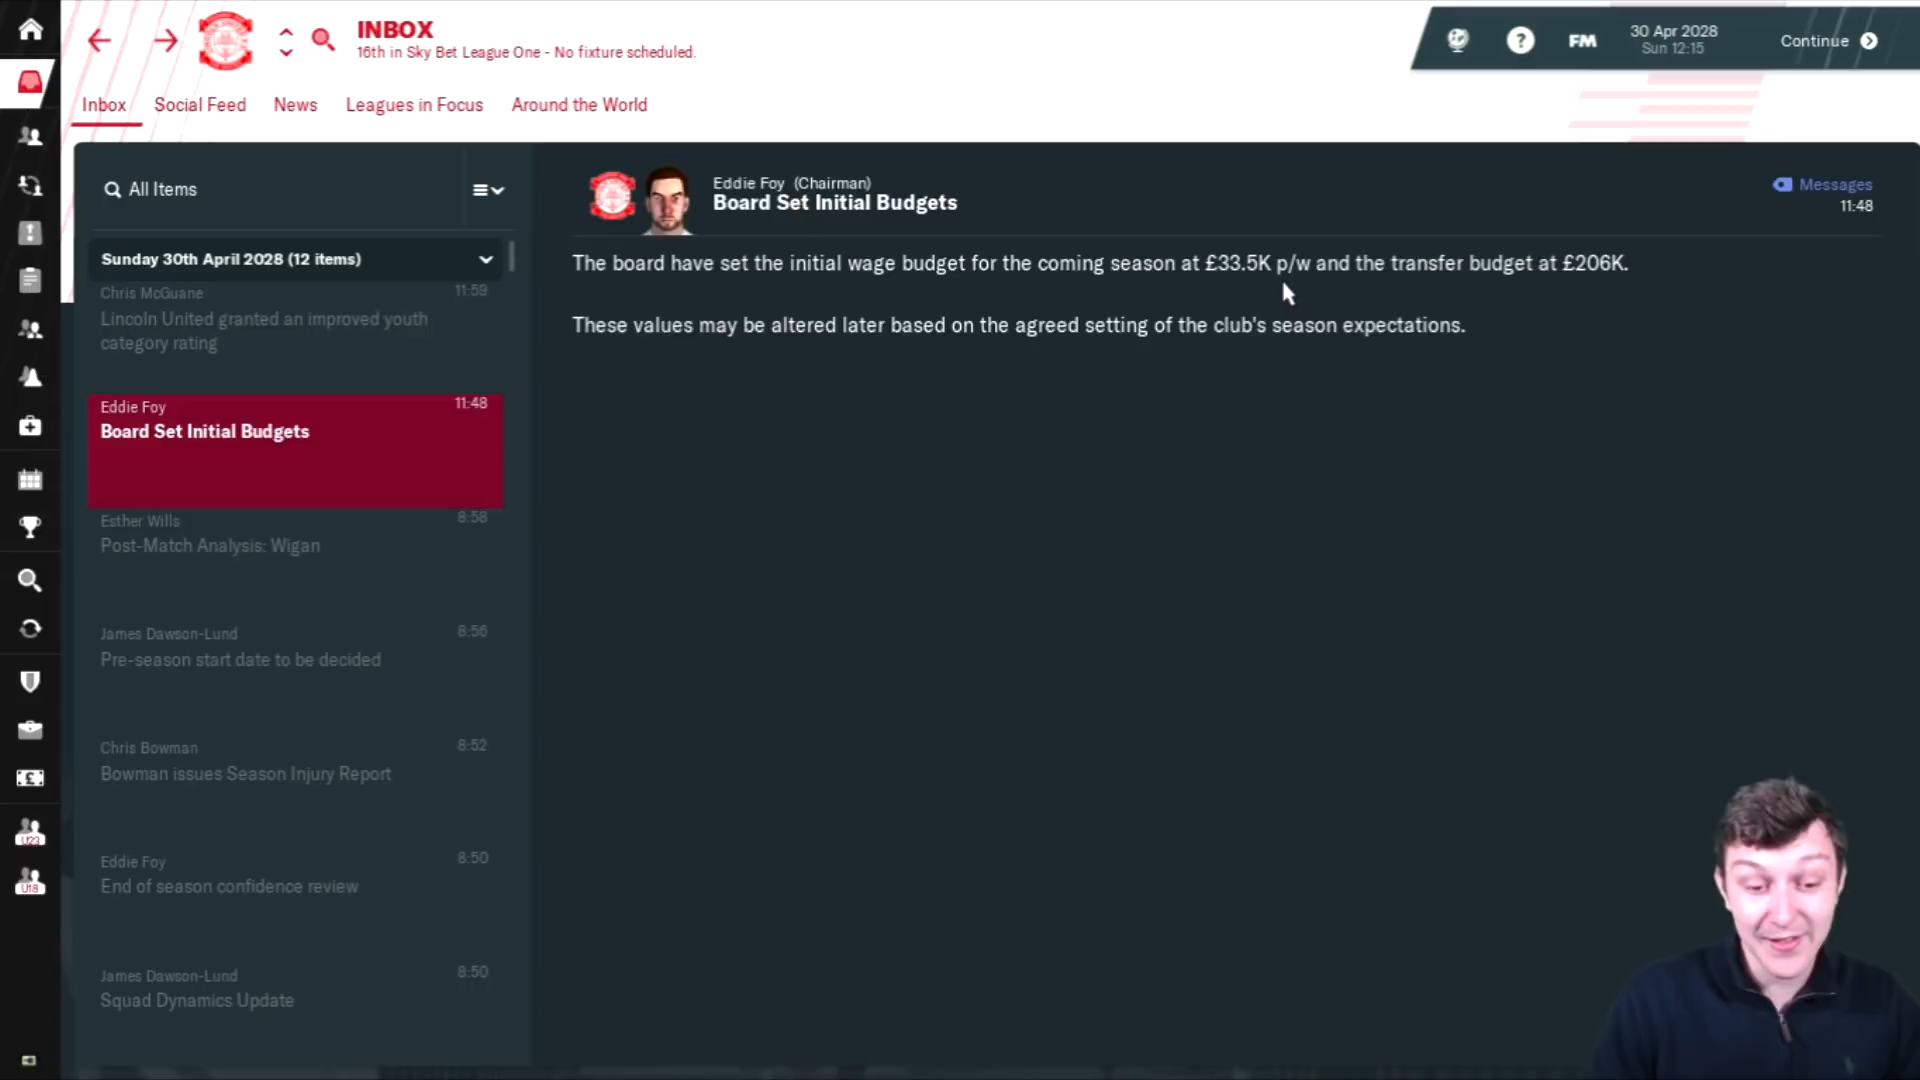 INBOX
16th in Sky Bet League One - No fixture scheduled.
FM
30 Apr 2028
Sun 12:15
Continue
Inbox
Social Feed
News
Leagues in Focus
Around the World
All Items
Sunday 30th April 2028 (12 items)
Chris McGuane
11:59
Lincoln United granted an improved youth
category rating
Eddie Foy
11:48
Board Set Initial Budgets
Esther Wills
8:58
Post-Match Analysis: Wigan
James Dawson-Lund
8:56
Pre-season start date to be decided
Chris Bowman
8:52
Bowman issues Season Injury Report
Eddie Foy
8:50
End of season confidence review
James Dawson-Lund
8:50
Squad Dynamics Update
Eddie Foy (Chairman)
Board Set Initial Budgets
Messages
11:48
The board have set the initial wage budget for the coming season at £33.5K p/w and the transfer budget at £206K.
These values may be altered later based on the agreed setting of the club's season expectations.
U23
U18